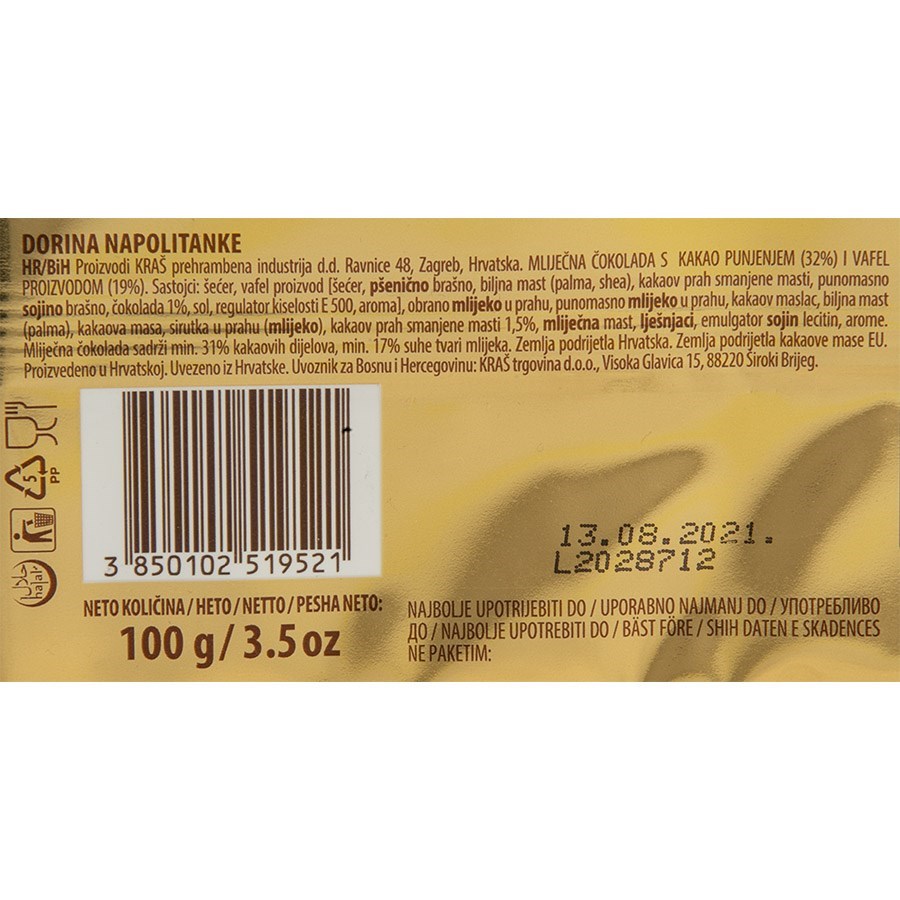 DORINA NAPOLITANKE
HR/BiH Proizvodi KRAŠ prehrambena industrija d.d. Ravnice 48, Zagreb, Hrvatska. MLIJEČNA ČOKOLADA S KAKAO PUNJENJEM (32%) I VAFEL
PROIZVODOM (19%). Sastojci: šećer, vafel proizvod [šećer, pšenično brašno, biljna mast (palma, shea), kakaov prah smanjene masti, punomasno
sojino brašno, čokolada 1%, sol, regulator kiselosti E 500, aroma], obrano mlijeko u prahu, punomasno mlijeko u prahu, kakaov maslac, biljna mast
(palma), kakaova masa, sirutka u prahu (mlijeko), kakaov prah smanjene masti 1,5%, mliječna mast, lješnjaci, emulgator sojin lecitin, arome.
Mliječna čokolada sadrži min. 31% kakaovih dijelova, min. 17% suhe tvari mlijeka. Zemlja podrijetla Hrvatska. Zemlja podrijetla kakaove mase EU.
Proizvedeno u Hrvatskoj. Uvezeno iz Hrvatske. Uvoznik za Bosnu i Hercegovinu: KRAŠ trgovina d.o.o., Visoka Glavica 15, 88220 Široki Brijeg.
5
PP
حلال
halal
3 850102 519521
13.08.2021.
L2028712
NETO KOLIČINA / НЕТО / NETTO / PESHA NETO:
100 g / 3.5 oz
NAJBOLJE UPOTRIJEBITI DO / UPORABNO NAJMANJ DO / УПОТРЕБЛИВО
ДО / NAJBOLJE UPOTREBITI DO / BÄST FÖRE / SHIH DATEN E SKADENCES
NE PAKETIM: